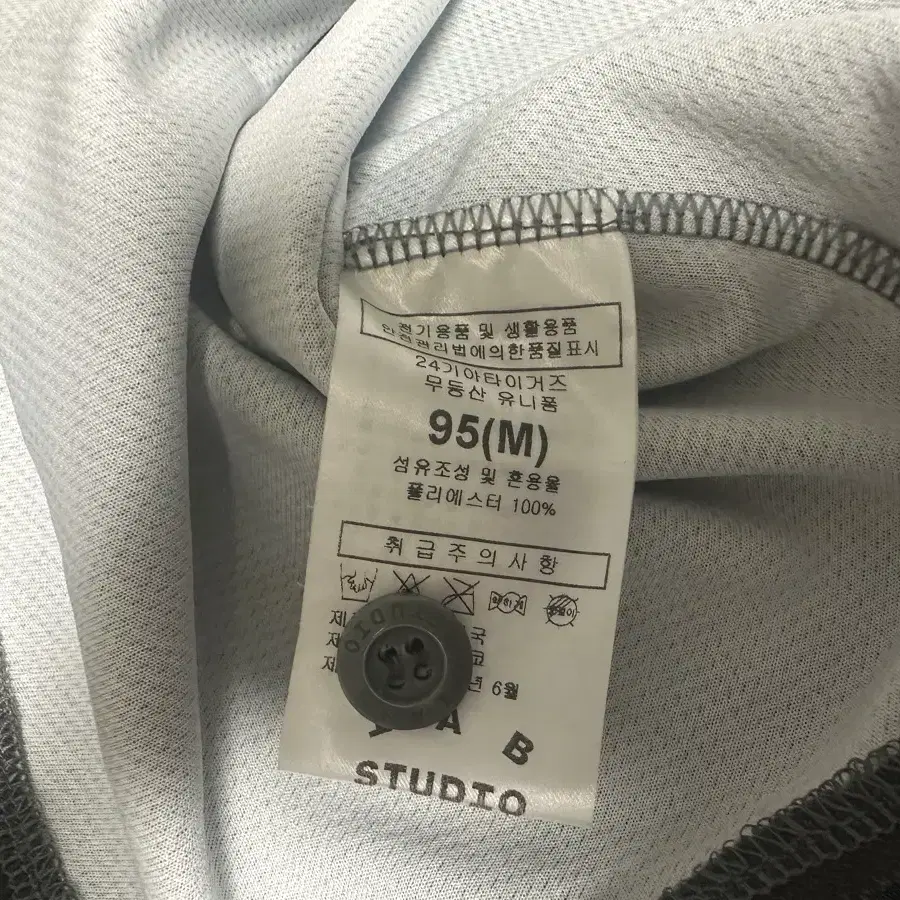 전기용품 및 생활용품
안전관리법에의한품질표시
24기아타이거즈
무등산 유니폼
95(M)
섬유조성 및 혼용율
폴리에스터 100%
취급주의사항
6월
A
B
STUDIO